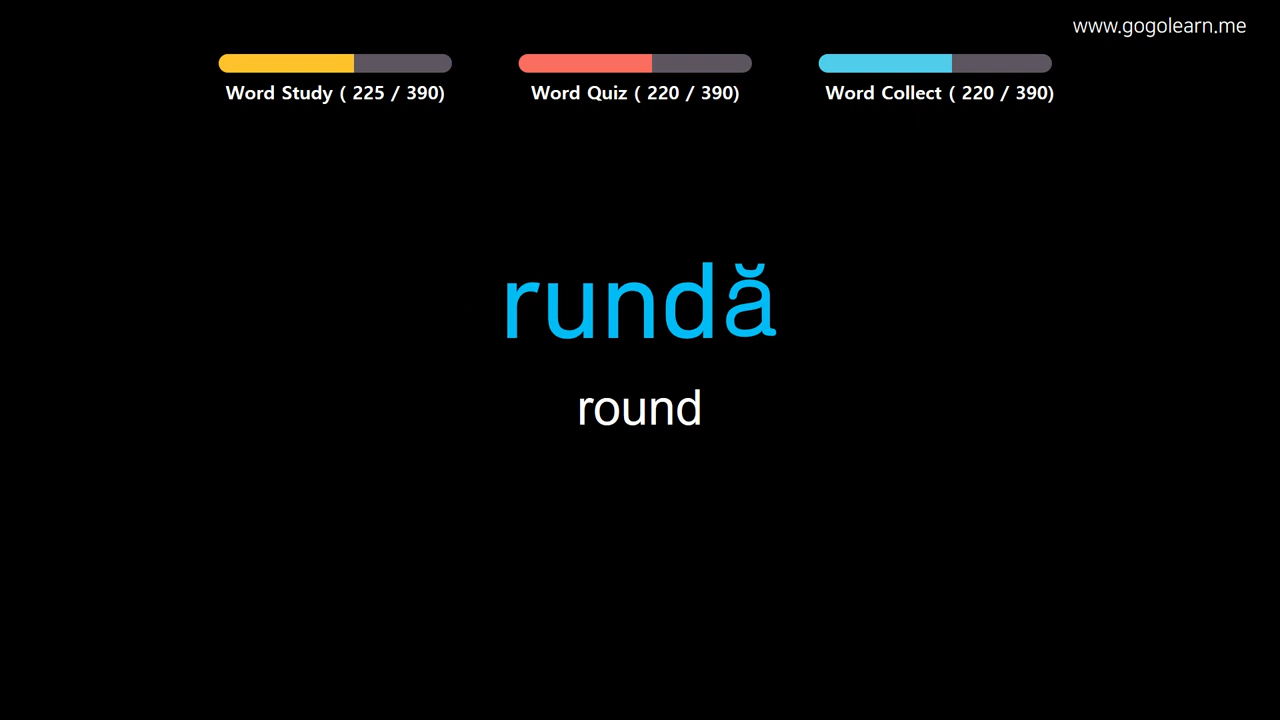 www.gogolearn.me
Word Study ( 225 / 390)
Word Quiz ( 220 / 390)
Word Collect ( 220 / 390)
rundă
round